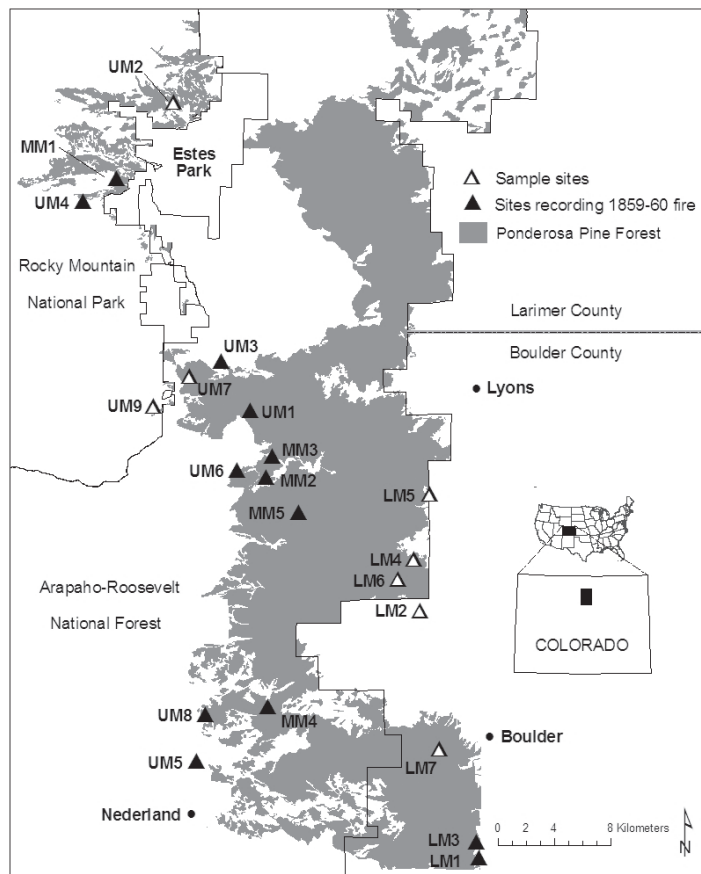 UM2
Estes
Park
MM1
UM4
Sample sites
Sites recording 1859-60 fire
Ponderosa Pine Forest
Rocky Mountain
National Park
Larimer County
Boulder County
UM3
UM7
Lyons
UM9
UM1
MM3
UM6
MM2
LM5
MM5
LM4
LM6
Arapaho-Roosevelt
National Forest
LM2
COLORADO
UM8
MM4
Boulder
UM5
LM7
Nederland
LM3
LM1
0 2 4 8 Kilometers
N